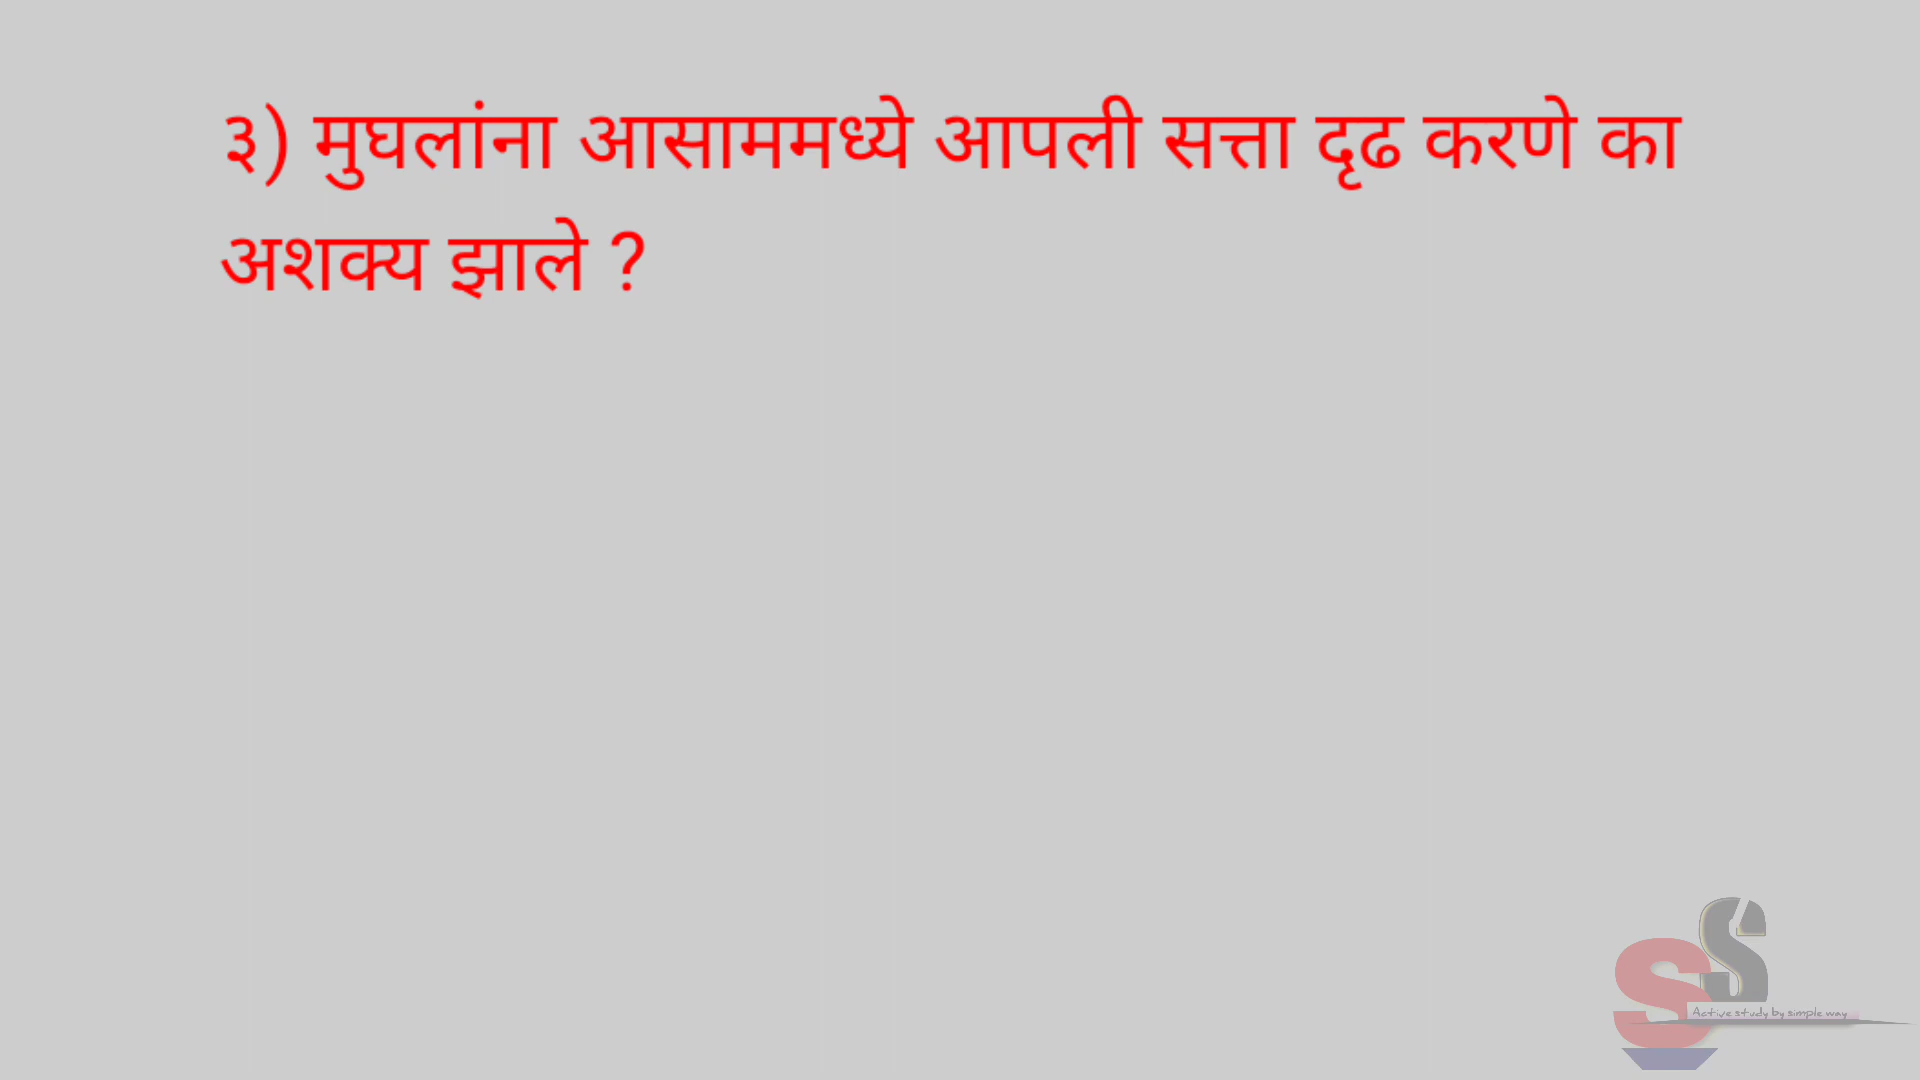 ३) मुघलांना आसाममध्ये आपली सत्ता दृढ करणे का
अशक्य झाले ?
Active study by simple way